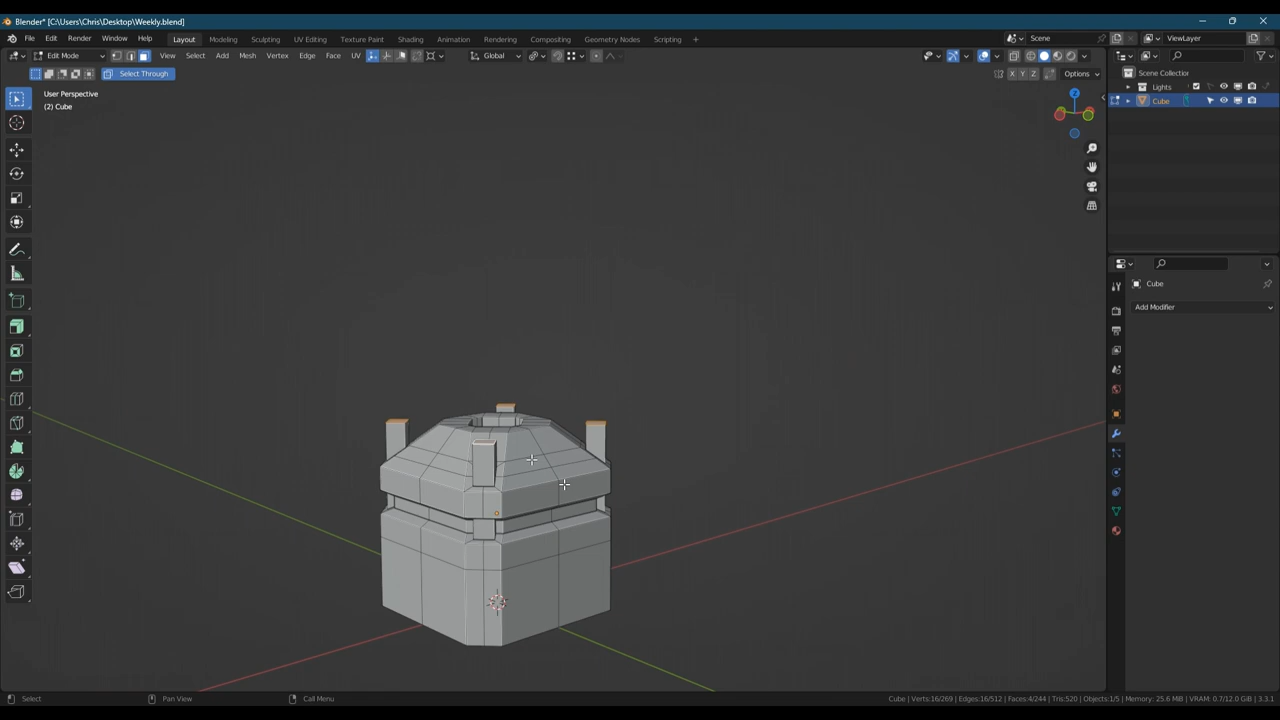 Blender* [C:\Users\Chris\Desktop\Weekly.blend]
File Edit Render Window Help Layout Modeling Sculpting UV Editing Texture Paint Shading Animation Rendering Compositing Geometry Nodes Scripting + Scene ViewLayer
Edit Mode View Select Add Mesh Vertex Edge Face UV Global
Select Through X Y Z Options
Scene Collection
Lights
Cube
User Perspective
(2) Cube
Z
Cube
Add Modifier
Select Pan View Call Menu Cube | Verts:16/269 | Edges:16/512 | Faces:4/244 | Tris:520 | Objects:1/5 | Memory: 25.6 MiB | VRAM: 0.7/12.0 GiB | 3.3.1